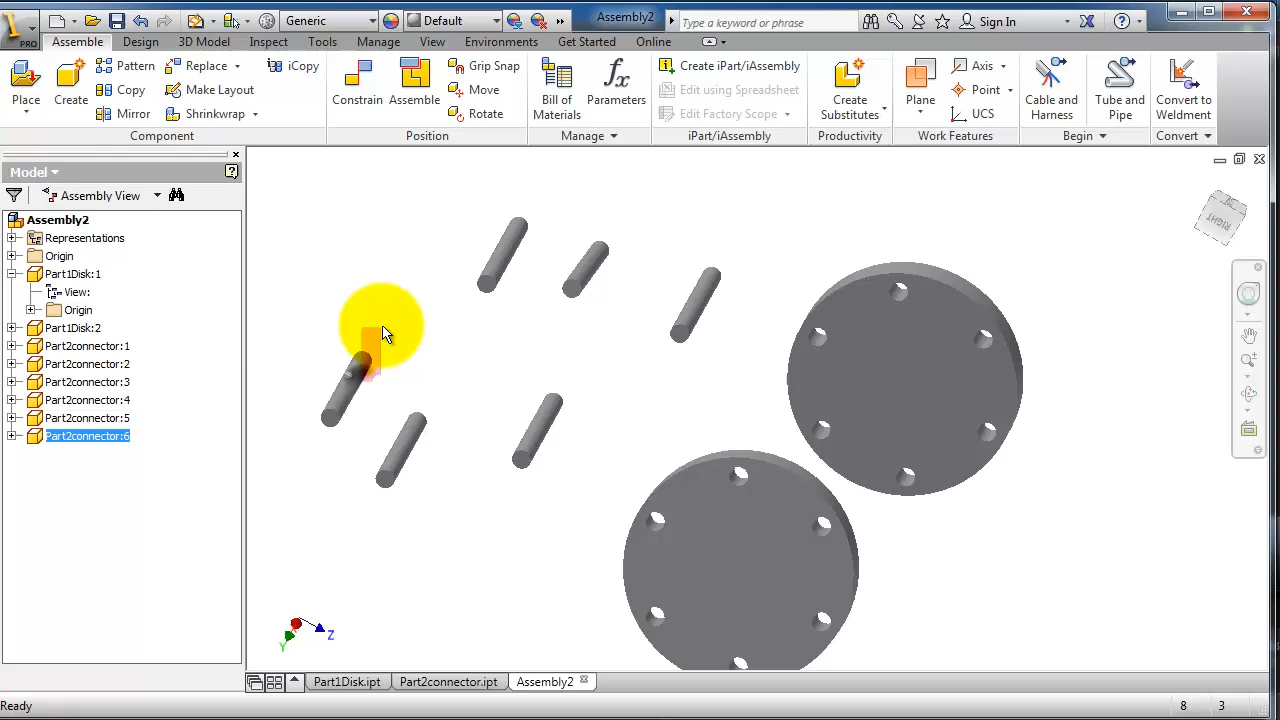 PRO
Generic
Default
Assembly2
Type a keyword or phrase
Sign In
Assemble Design 3D Model Inspect Tools Manage View Environments Get Started Online
Place
Create
Pattern
Copy
Mirror
Replace
Make Layout
Shrinkwrap
iCopy
Component
Constrain
Assemble
Grip Snap
Move
Rotate
Position
Bill of
Materials
fx
Parameters
Manage
Create iPart/iAssembly
Edit using Spreadsheet
Edit Factory Scope
iPart/iAssembly
Create
Substitutes
Productivity
Plane
Axis
Point
UCS
Work Features
Cable and
Harness
Tube and
Pipe
Begin
Convert to
Weldment
Convert
Model
Assembly View
Assembly2
Representations
Origin
Part1Disk:1
View:
Origin
Part1Disk:2
Part2connector:1
Part2connector:2
Part2connector:3
Part2connector:4
Part2connector:5
Part2connector:6
RIGHT
Z
Y
Part1Disk.ipt Part2connector.ipt Assembly2
Ready
8 3